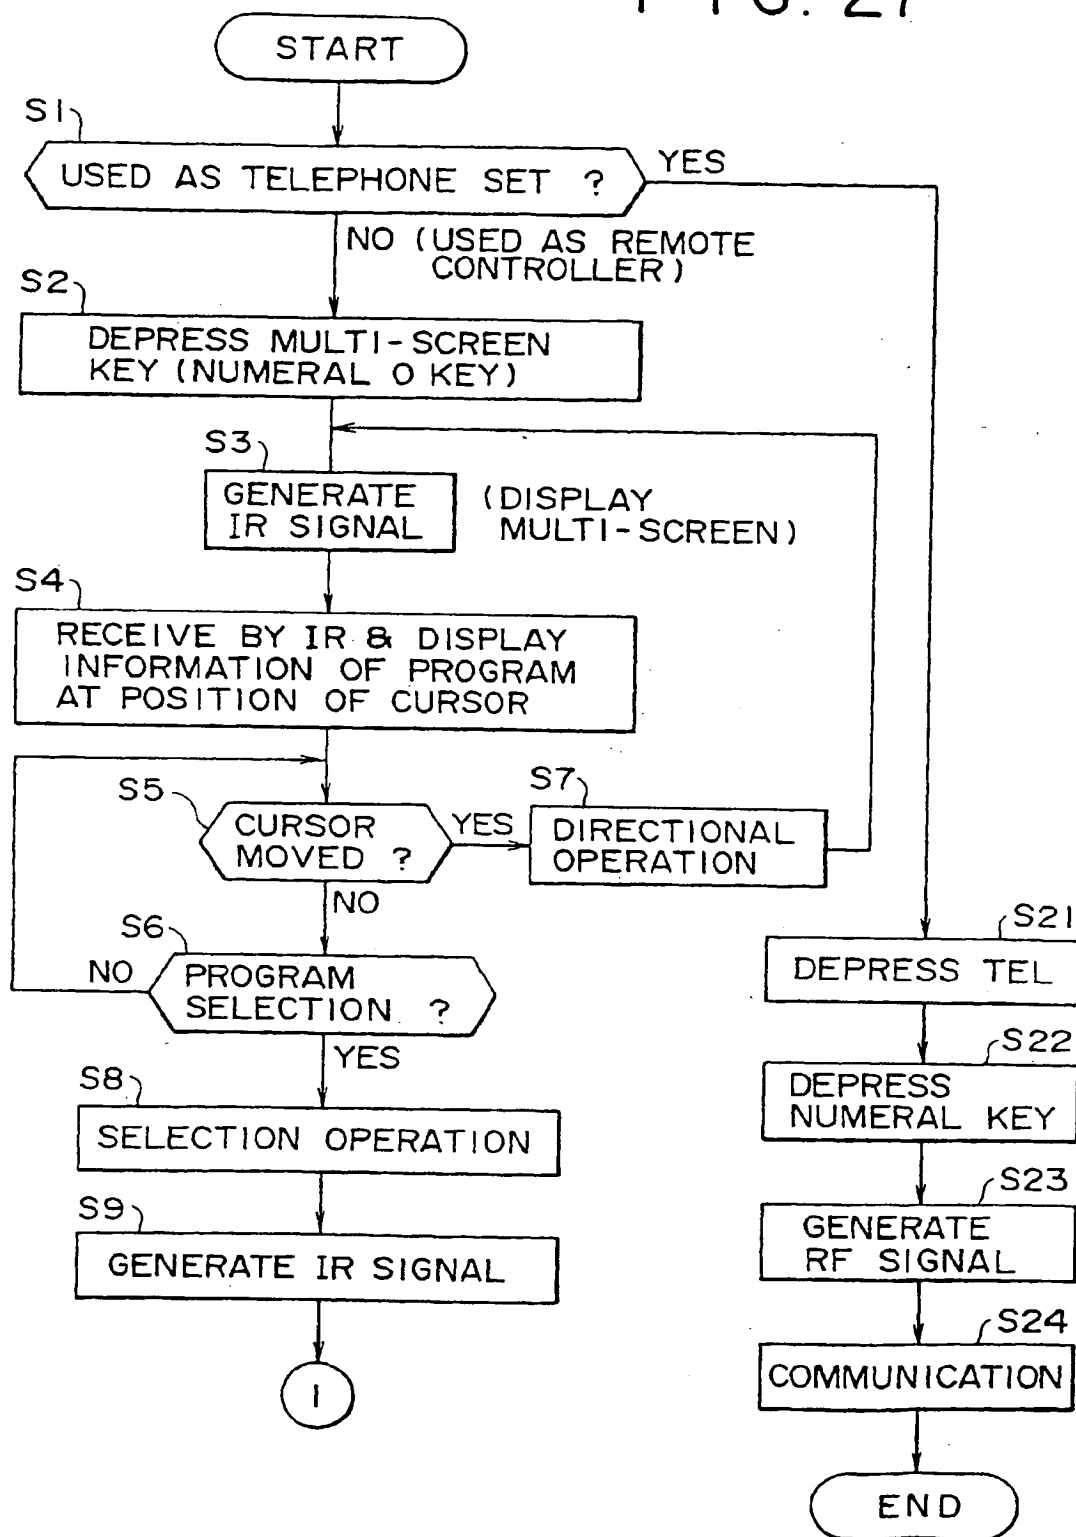 FIG. 27
START
S1
USED AS TELEPHONE SET ?
YES
NO (USED AS REMOTE
CONTROLLER)
S2
DEPRESS MULTI-SCREEN
KEY (NUMERAL 0 KEY)
S3
GENERATE
IR SIGNAL
(DISPLAY
MULTI-SCREEN)
S4
RECEIVE BY IR & DISPLAY
INFORMATION OF PROGRAM
AT POSITION OF CURSOR
S5
CURSOR
MOVED ?
YES
S7
DIRECTIONAL
OPERATION
NO
S6
NO
PROGRAM
SELECTION ?
YES
S8
SELECTION OPERATION
S9
GENERATE IR SIGNAL
1
S21
DEPRESS TEL
S22
DEPRESS
NUMERAL KEY
S23
GENERATE
RF SIGNAL
S24
COMMUNICATION
END